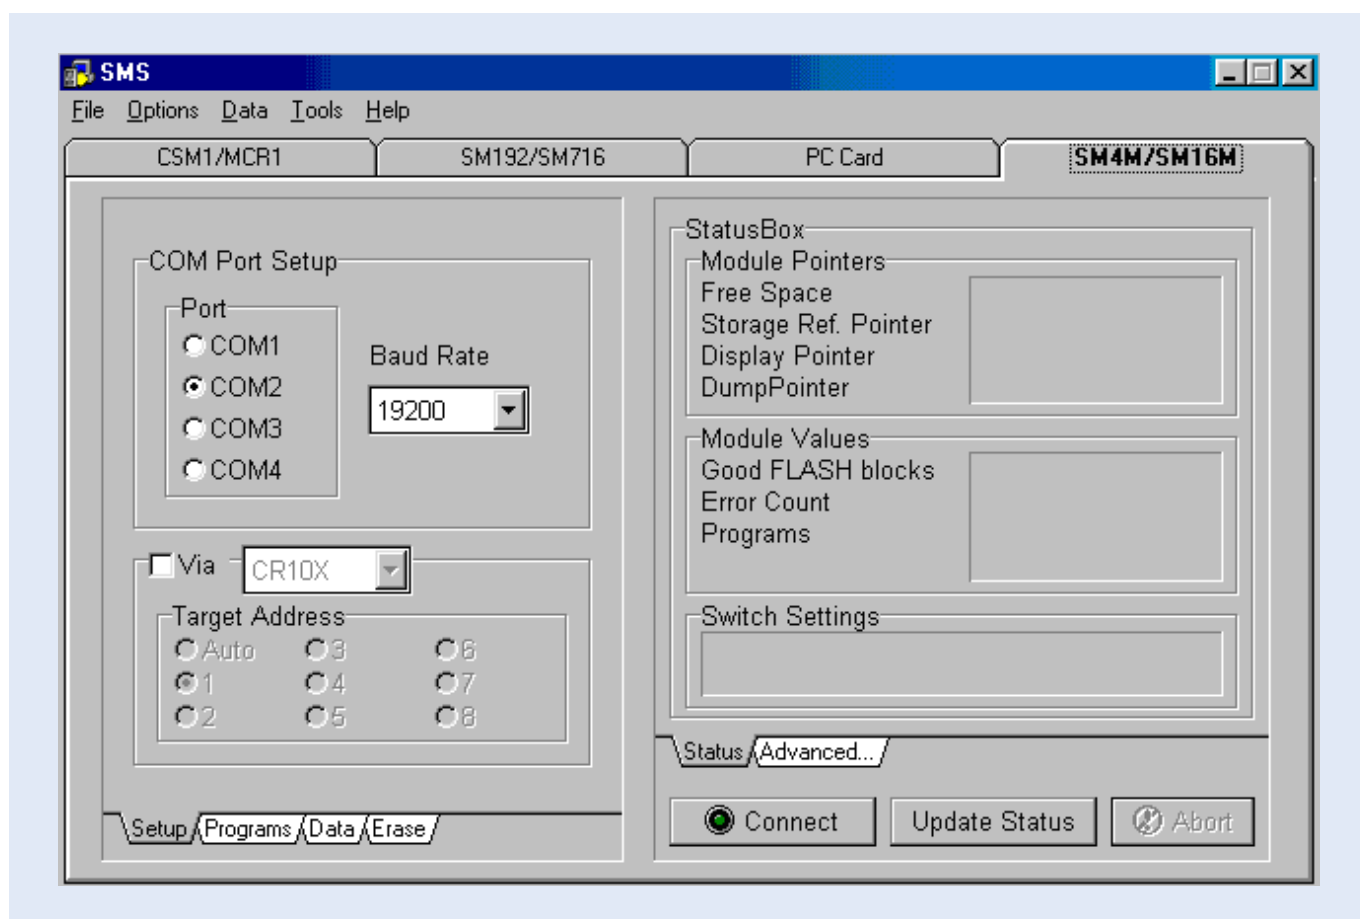 SMS
File Options Data Tools Help
CSM1/MCR1 SM192/SM716 PC Card SM4M/SM16M
COM Port Setup
Port
COM1
COM2
COM3
COM4
Baud Rate
19200
Via CR10X
Target Address
Auto 3 6
1 4 7
2 5 8
Setup Programs Data Erase
StatusBox
Module Pointers
Free Space
Storage Ref. Pointer
Display Pointer
DumpPointer
Module Values
Good FLASH blocks
Error Count
Programs
Switch Settings
Status Advanced...
Connect Update Status Abort